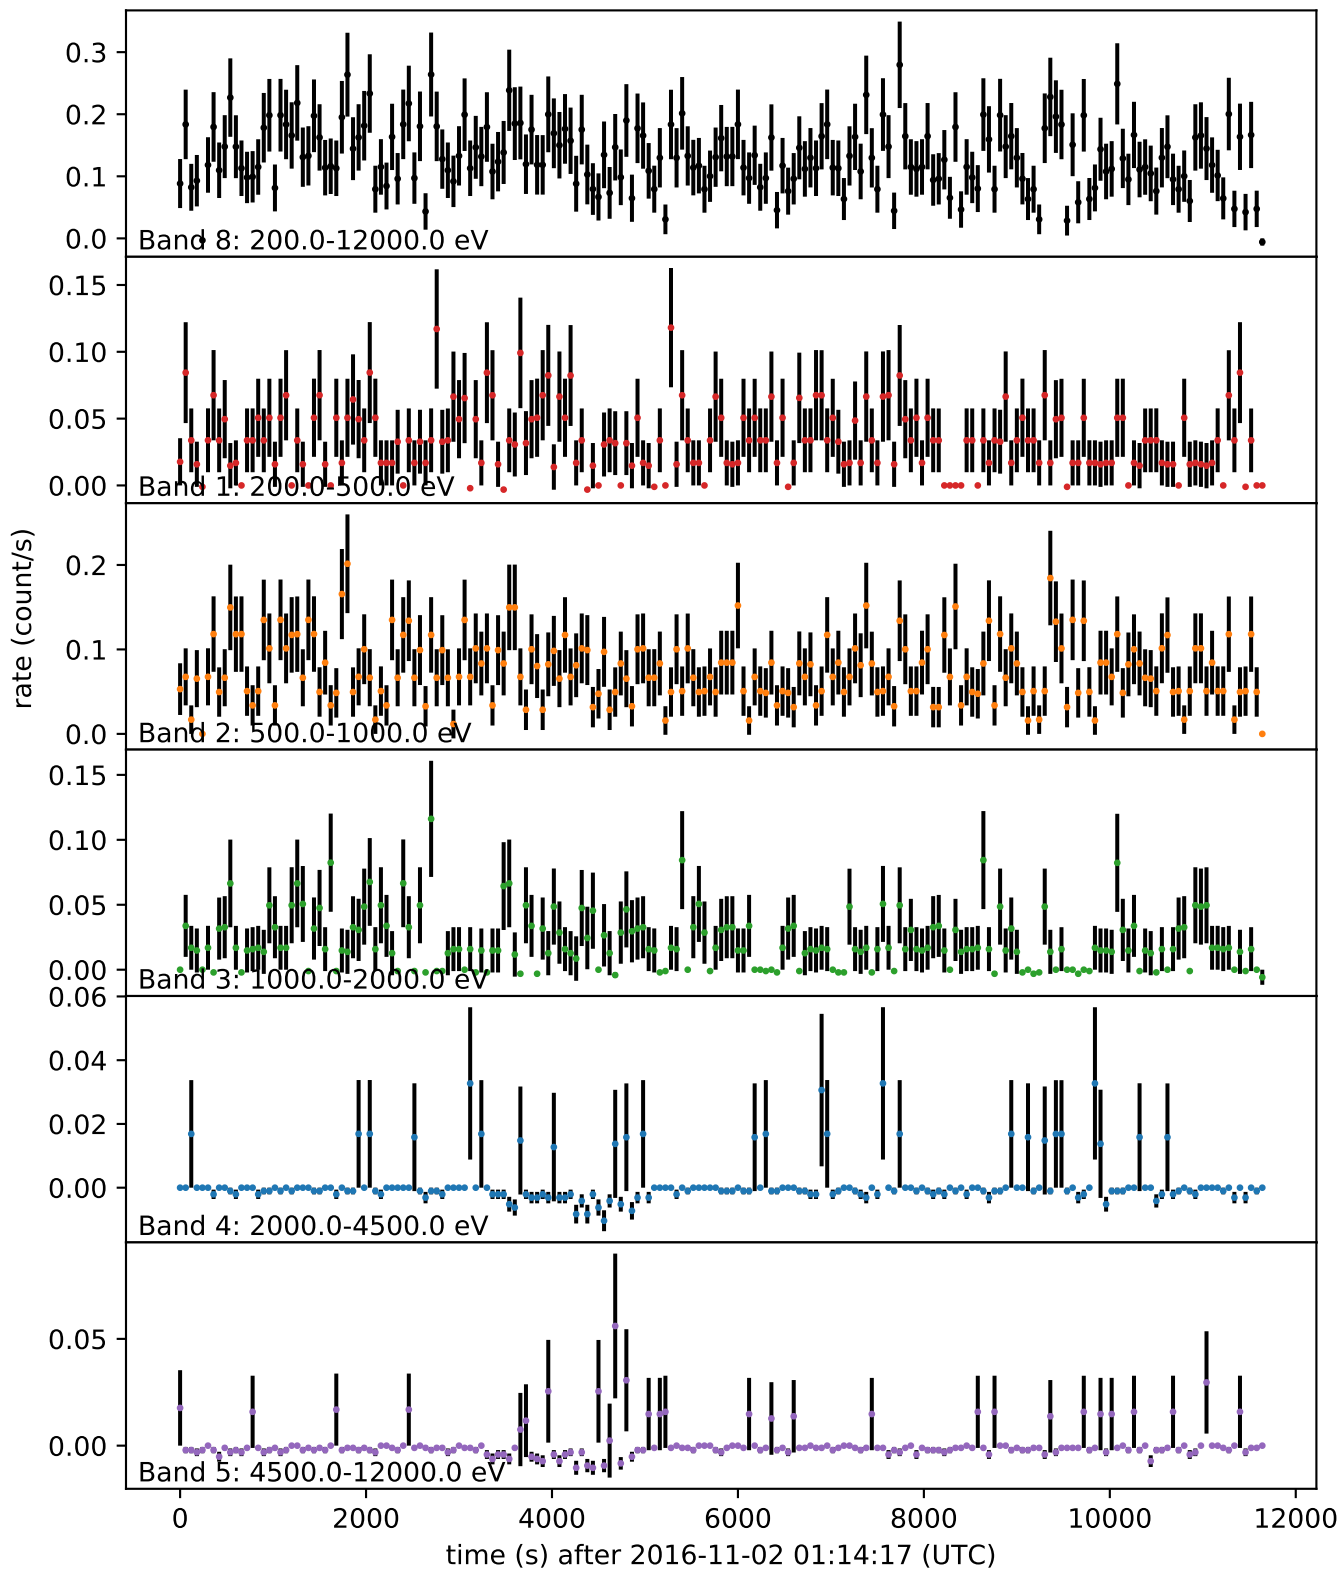 0.3
0.2
0.1
0.0
Band 8: 200.0-12000.0 eV
0.15
0.10
0.05
0.00
Band 1: 200.0-500.0 eV
rate (count/s)
0.2
0.1
0.0
Band 2: 500.0-1000.0 eV
0.15
0.10
0.05
0.00
Band 3: 1000.0-2000.0 eV
0.06
0.04
0.02
0.00
Band 4: 2000.0-4500.0 eV
0.05
0.00
Band 5: 4500.0-12000.0 eV
0 2000 4000 6000 8000 10000 12000
time (s) after 2016-11-02 01:14:17 (UTC)